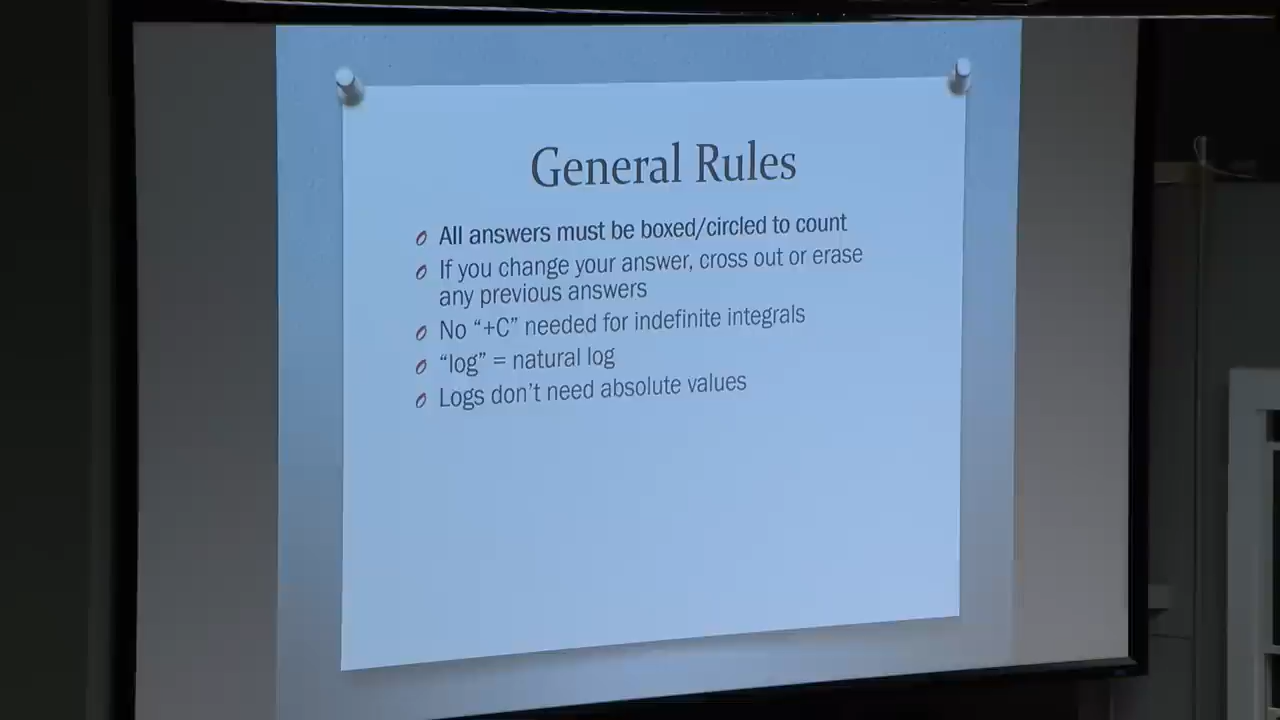 General Rules
All answers must be boxed/circled to count
If you change your answer, cross out or erase
any previous answers
No “+C” needed for indefinite integrals
“log” = natural log
Logs don’t need absolute values